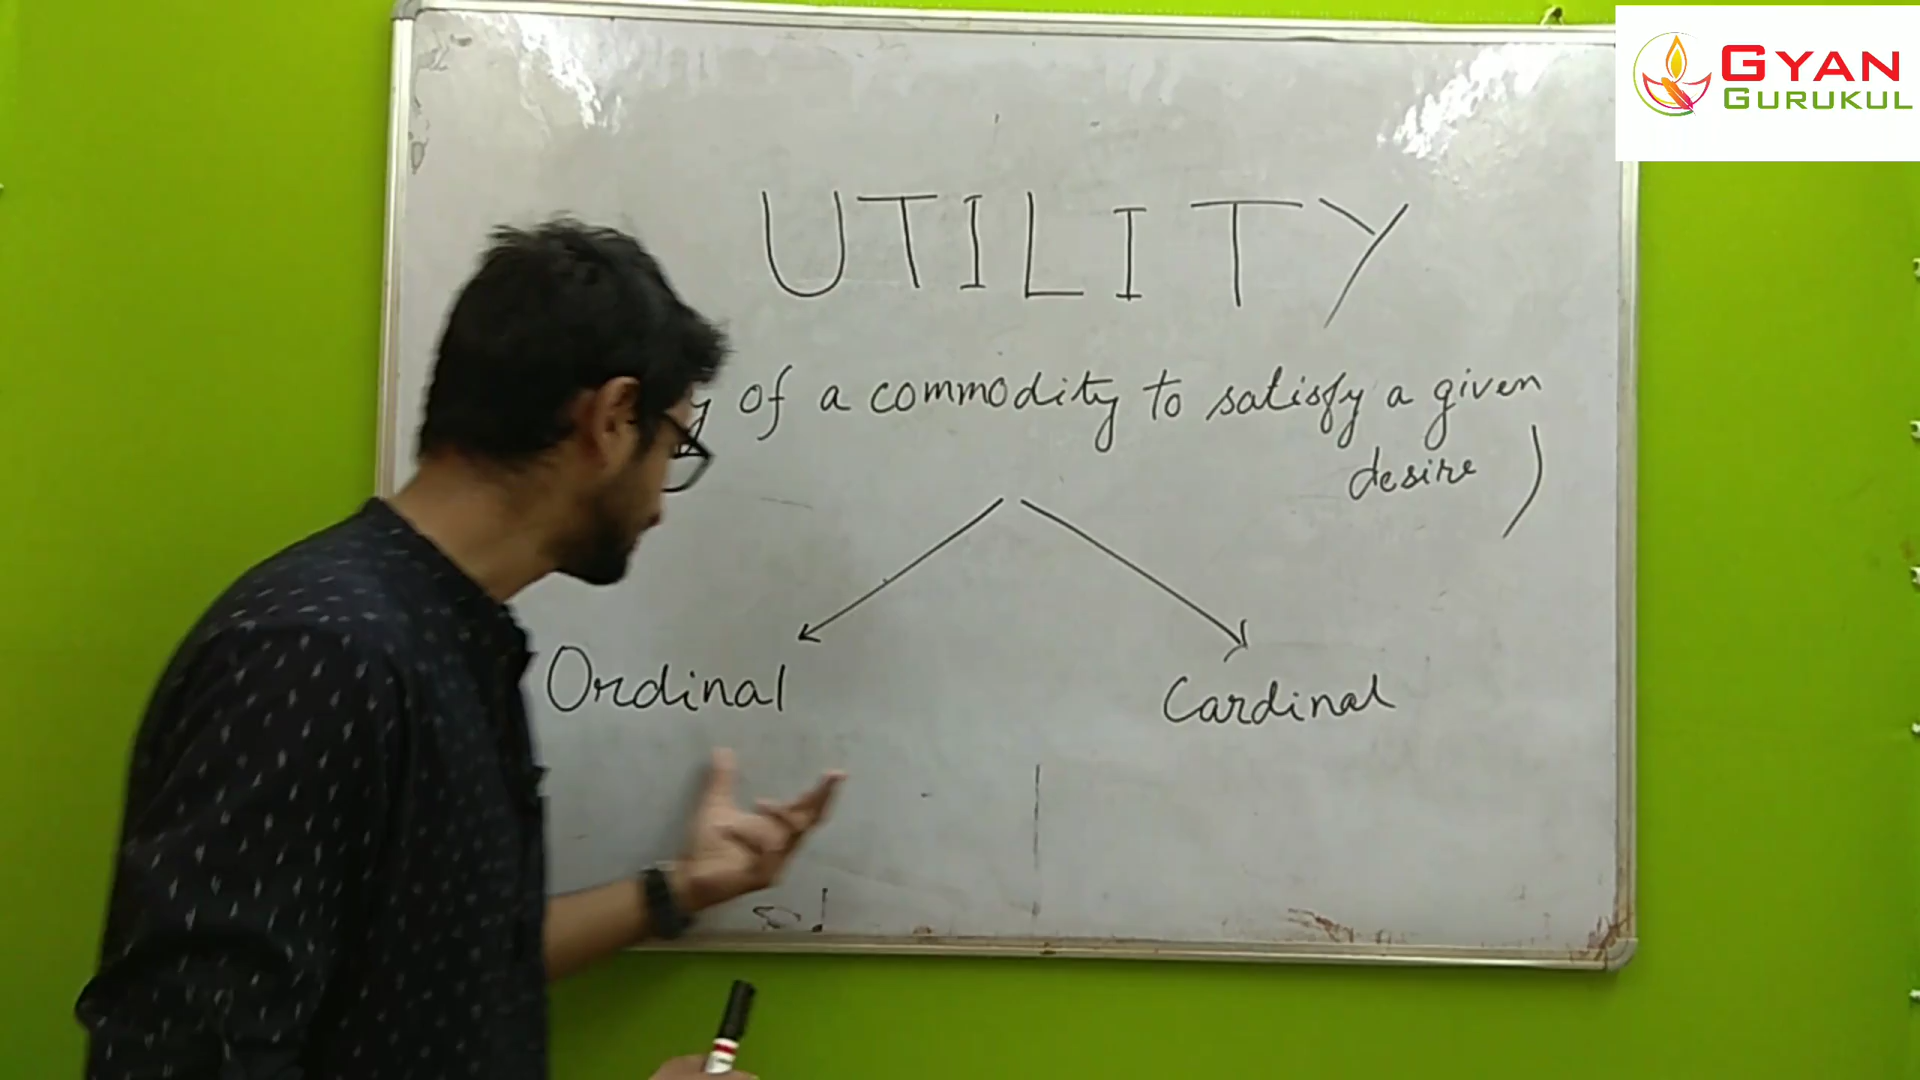 GYAN
GURUKUL
UTILITY
of a commodity to satisfy a given
desire )
Ordinal
Cardinal